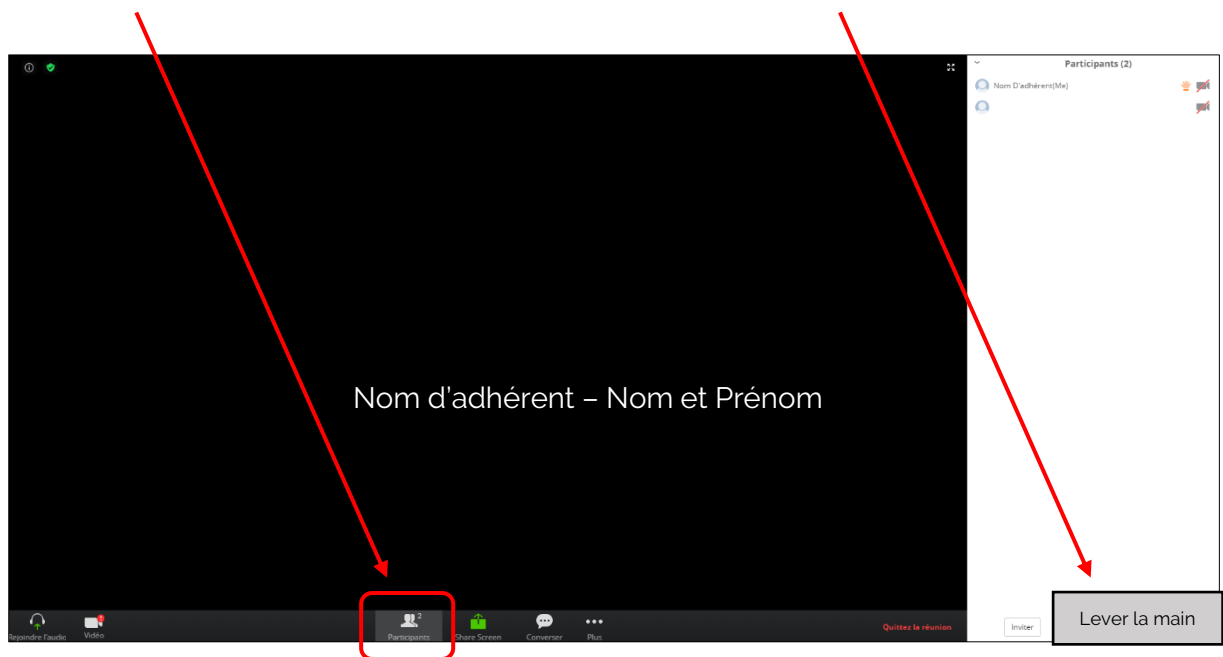 Participants (2)
Nom D'adhérent(Me)
Nom d'adhérent – Nom et Prénom
Rejoindre l'audio
Vidéo
2
Participants
Share Screen
Converser
Plus
Quittez la réunion
Inviter
Lever la main